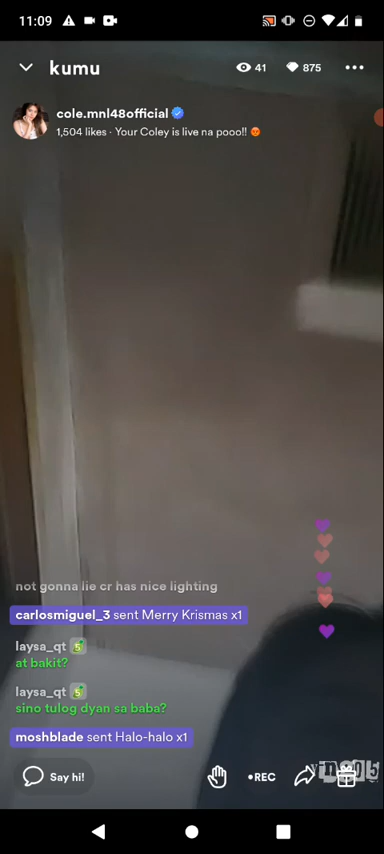 11:09
kumu
41
875
cole.mnl48official
1,504 likes · Your Coley is live na pooo!!
not gonna lie cr has nice lighting
carlosmiguel_3 sent Merry Krismas x1
laysa_qt 5
at bakit?
laysa_qt 5
sino tulog dyan sa baba?
moshblade sent Halo-halo x1
Say hi!
•REC